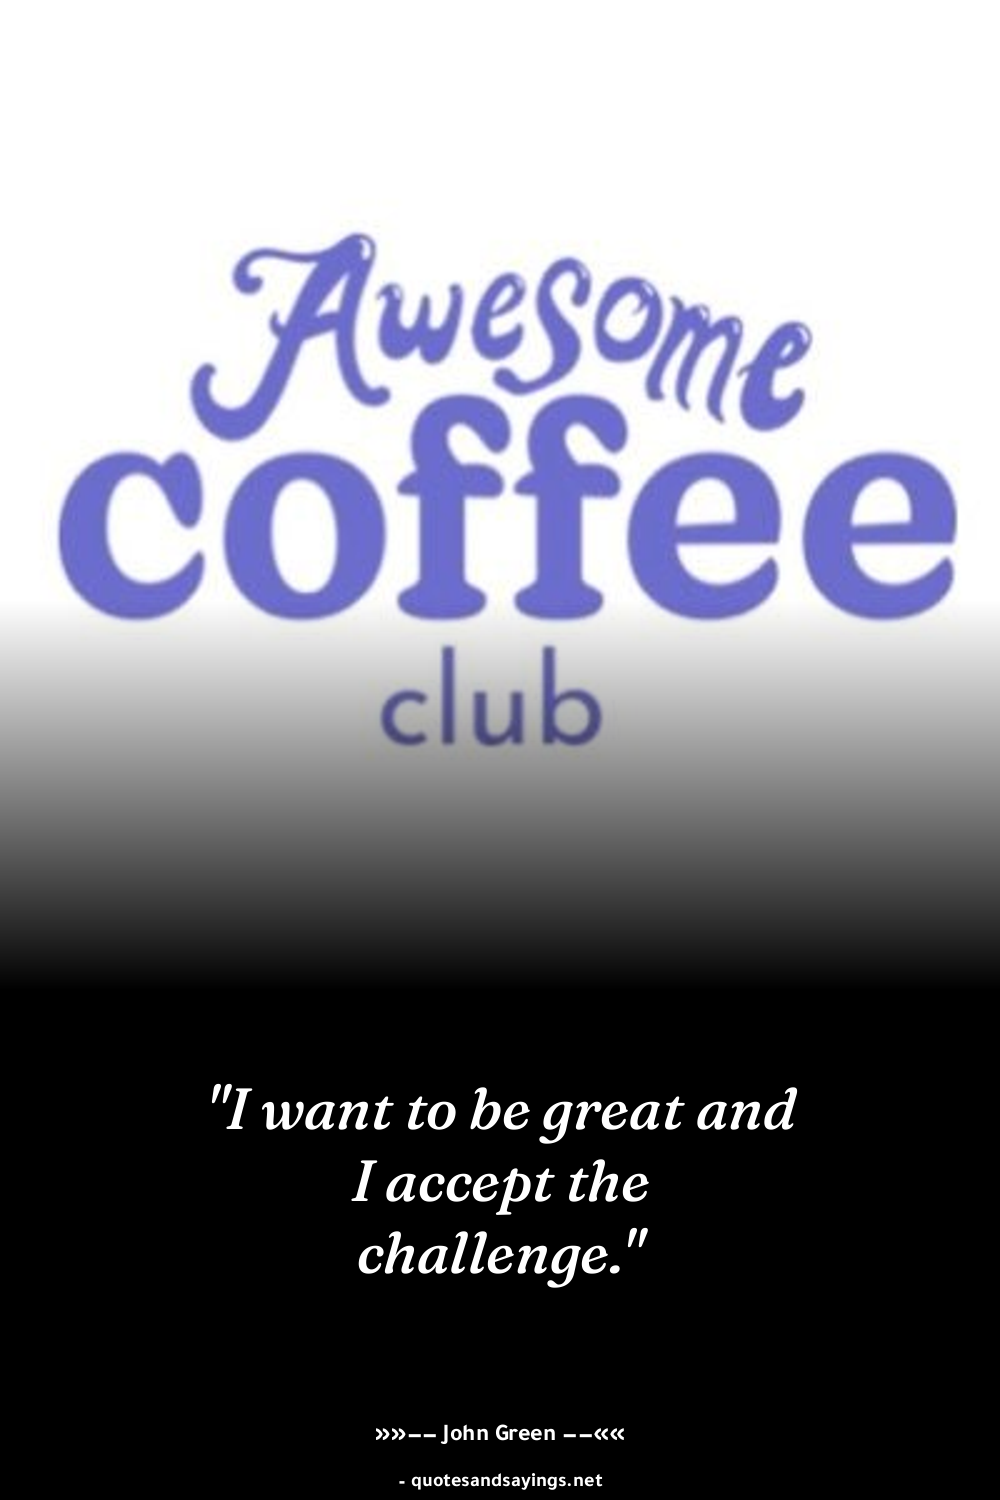 Awesome
coffee
club
"I want to be great and
I accept the
challenge."
»»—— John Green ——««
- quotesandsayings.net